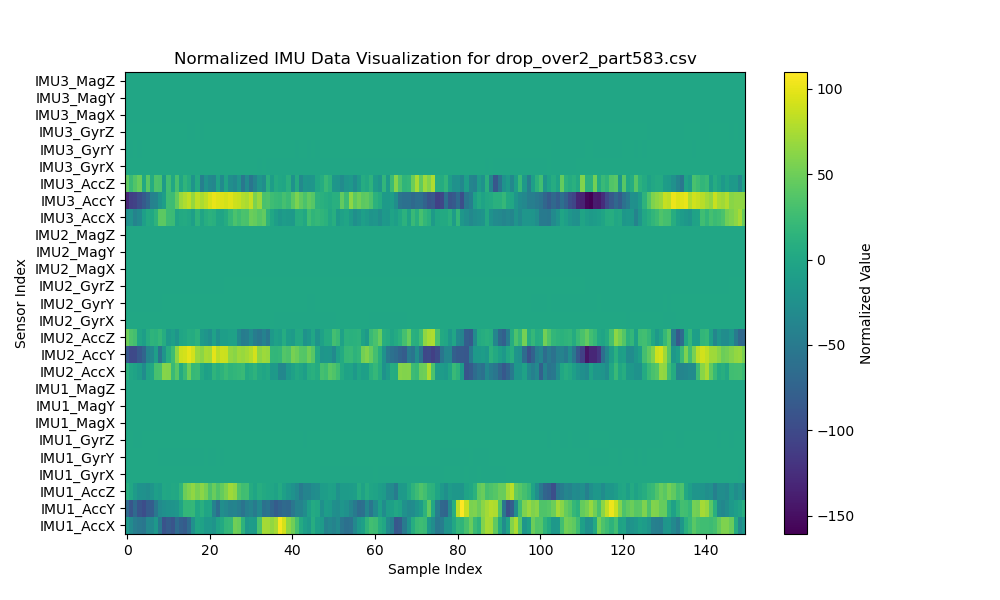 Normalized IMU Data Visualization for drop_over2_part583.csv
IMU3_MagZ
IMU3_MagY
IMU3_MagX
IMU3_GyrZ
IMU3_GyrY
IMU3_GyrX
IMU3_AccZ
IMU3_AccY
IMU3_AccX
IMU2_MagZ
IMU2_MagY
IMU2_MagX
IMU2_GyrZ
IMU2_GyrY
IMU2_GyrX
IMU2_AccZ
IMU2_AccY
IMU2_AccX
IMU1_MagZ
IMU1_MagY
IMU1_MagX
IMU1_GyrZ
IMU1_GyrY
IMU1_GyrX
IMU1_AccZ
IMU1_AccY
IMU1_AccX
Sensor Index
0 20 40 60 80 100 120 140
Sample Index
100
50
0
−50
−100
−150
Normalized Value